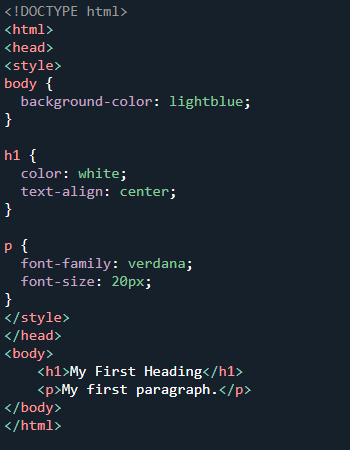 <!DOCTYPE html>
<html>
<head>
<style>
body {
  background-color: lightblue;
}

h1 {
  color: white;
  text-align: center;
}

p {
  font-family: verdana;
  font-size: 20px;
}
</style>
</head>
<body>
    <h1>My First Heading</h1>
    <p>My first paragraph.</p>
</body>
</html>